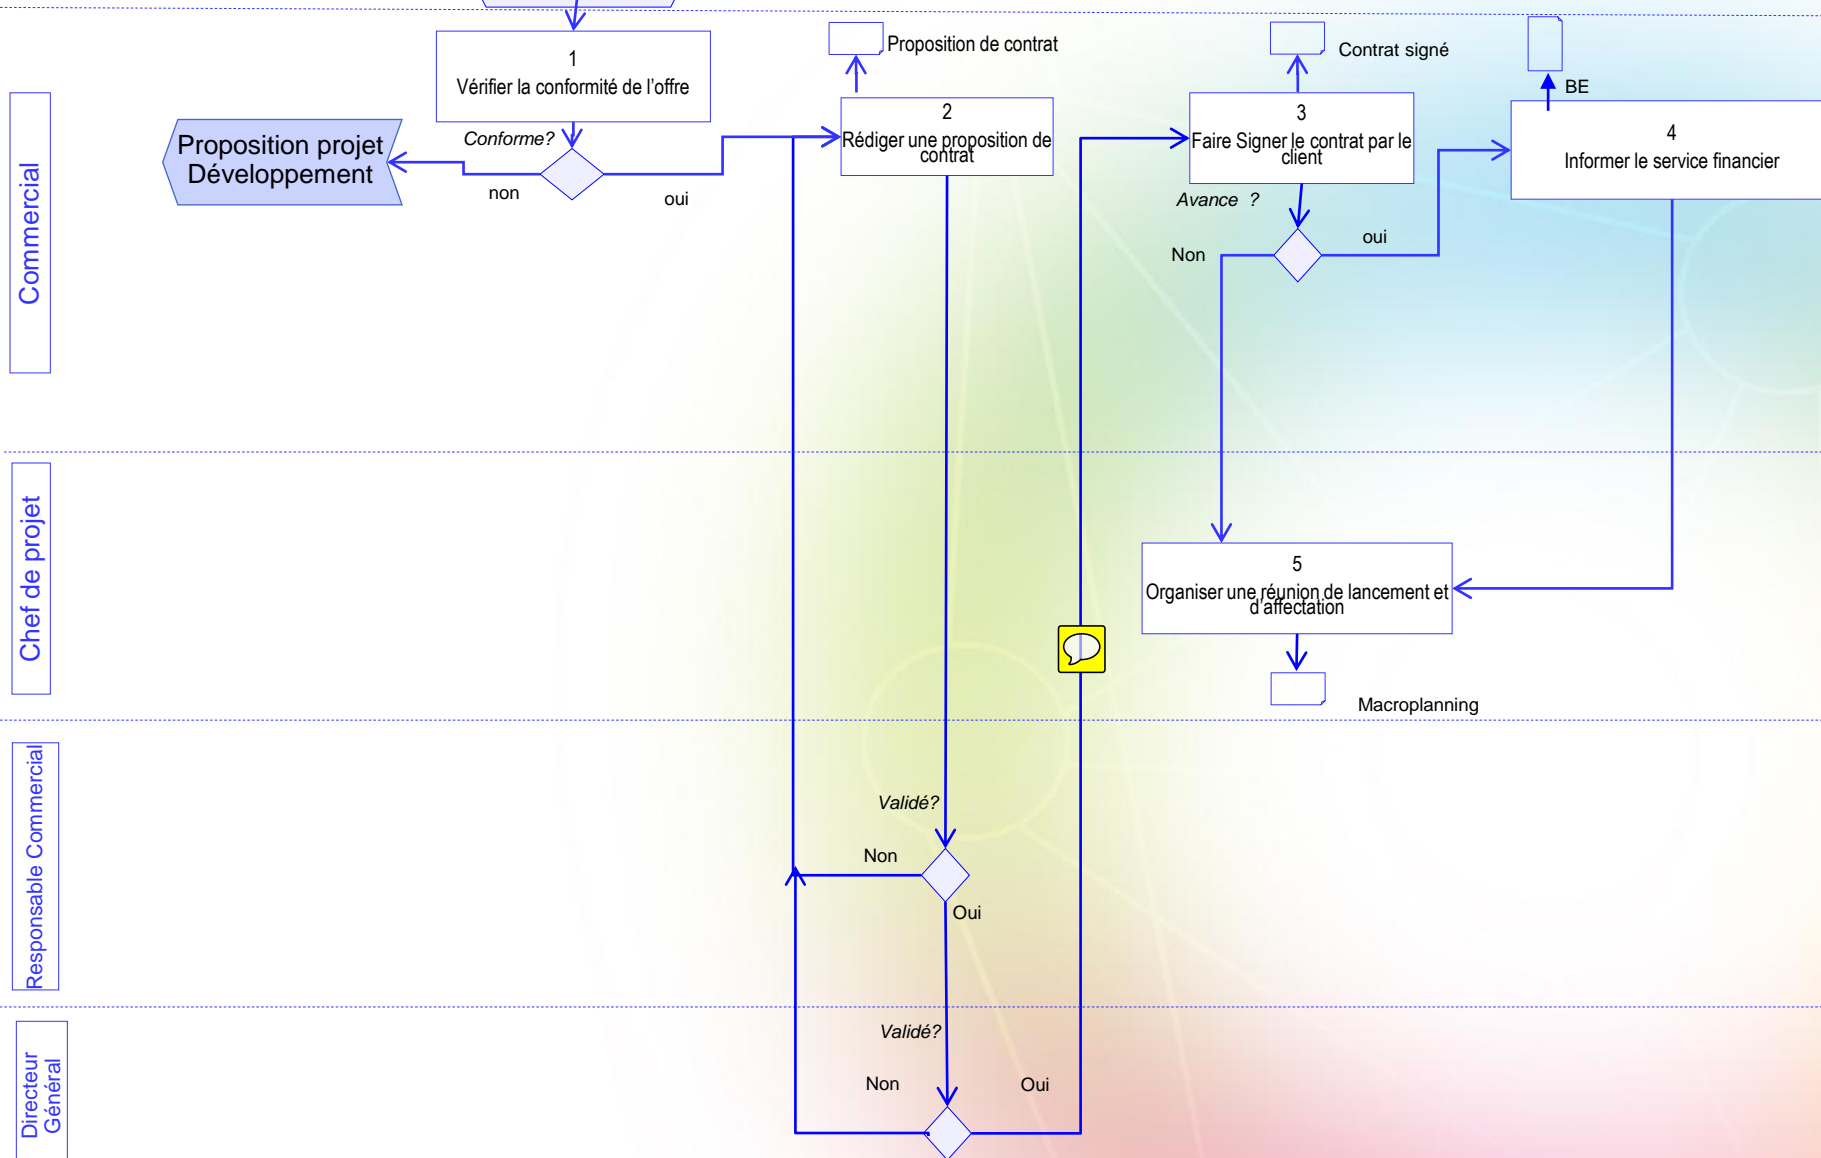 Commercial
1
Vérifier la conformité de l'offre
Conforme?
Proposition projet
Développement
non
oui
Proposition de contrat
2
Rédiger une proposition de
contrat
Contrat signé
3
Faire Signer le contrat par le
client
Avance ?
Non
oui
BE
4
Informer le service financier
Chef de projet
5
Organiser une réunion de lancement et
d'affectation
Macroplanning
Responsable Commercial
Validé?
Non
Oui
Directeur
Général
Validé?
Non
Oui